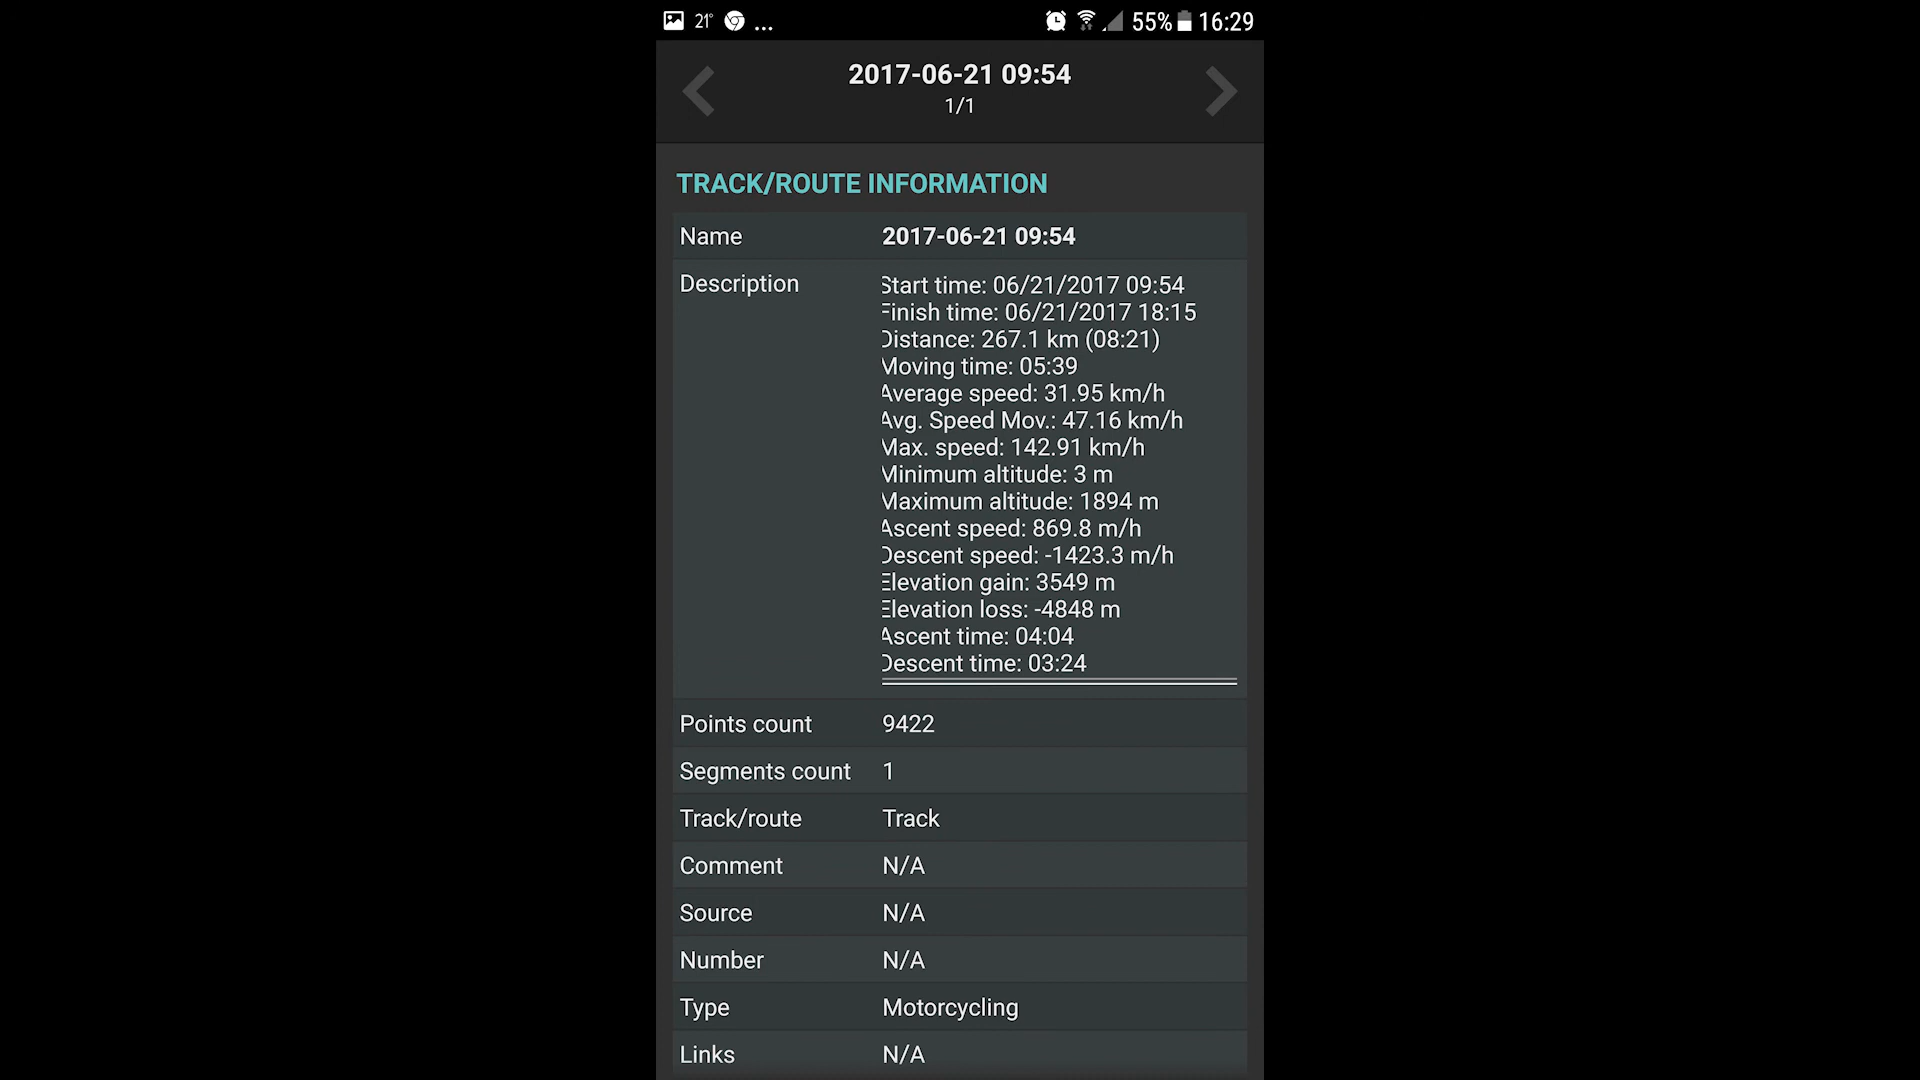 21° ... 55% 16:29
2017-06-21 09:54
1/1
TRACK/ROUTE INFORMATION
Name 2017-06-21 09:54
Description Start time: 06/21/2017 09:54
Finish time: 06/21/2017 18:15
Distance: 267.1 km (08:21)
Moving time: 05:39
Average speed: 31.95 km/h
Avg. Speed Mov.: 47.16 km/h
Max. speed: 142.91 km/h
Minimum altitude: 3 m
Maximum altitude: 1894 m
Ascent speed: 869.8 m/h
Descent speed: -1423.3 m/h
Elevation gain: 3549 m
Elevation loss: -4848 m
Ascent time: 04:04
Descent time: 03:24
Points count 9422
Segments count 1
Track/route Track
Comment N/A
Source N/A
Number N/A
Type Motorcycling
Links N/A